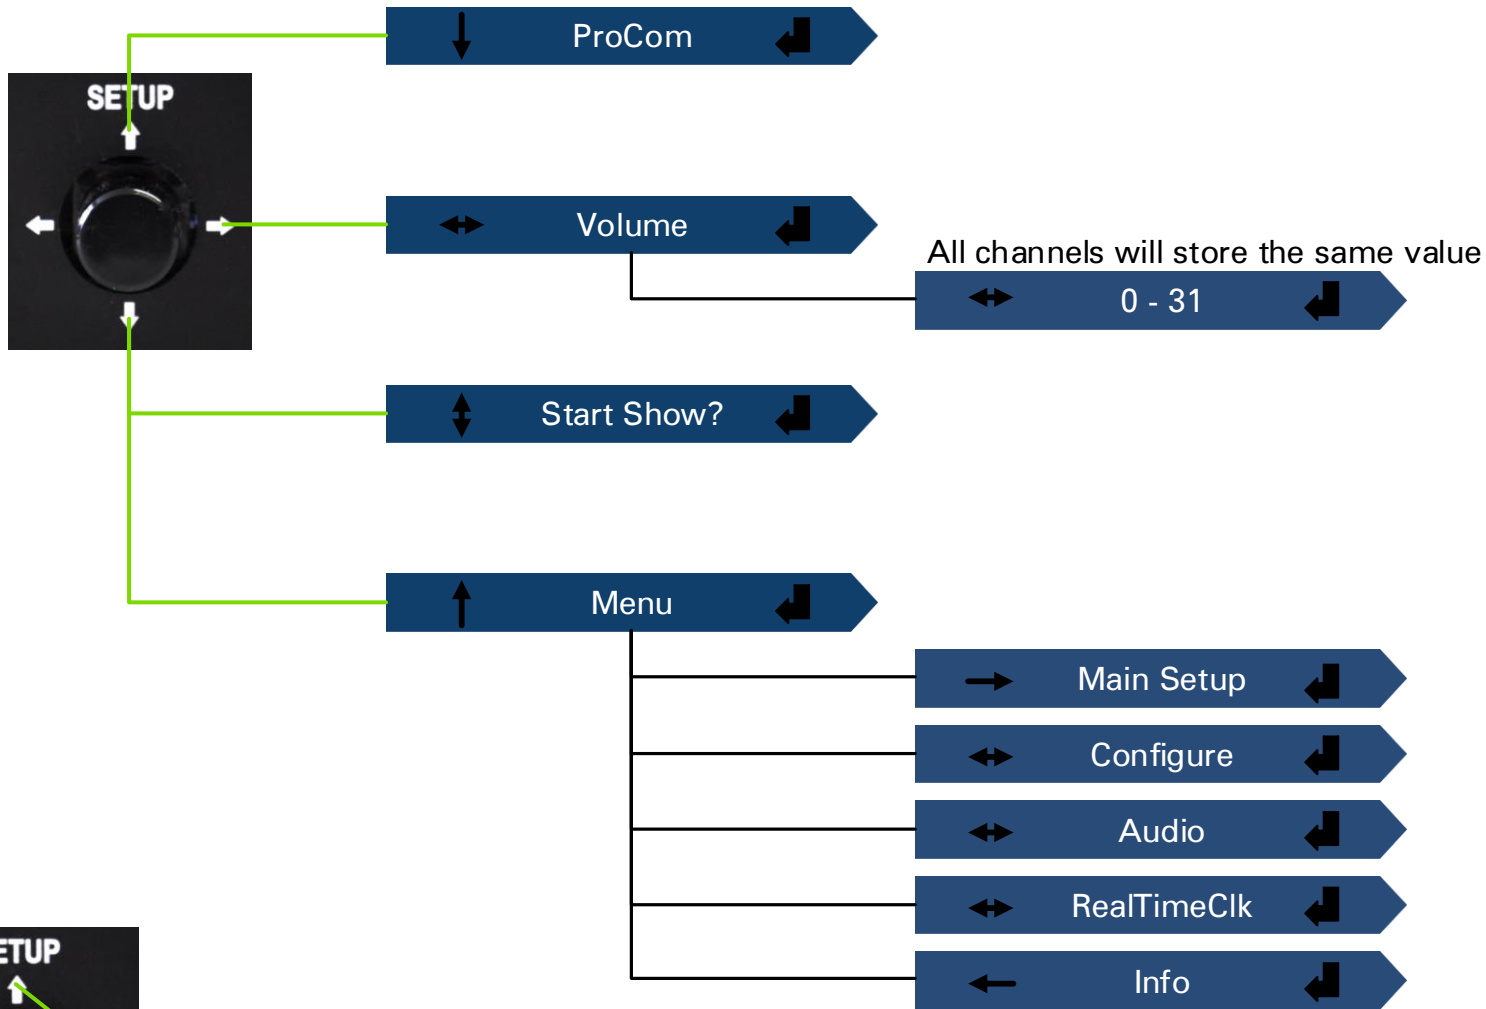 ProCom
SETUP
Volume
All channels will store the same value
0 - 31
Start Show?
Menu
Main Setup
Configure
Audio
RealTimeClk
Info
ETUP